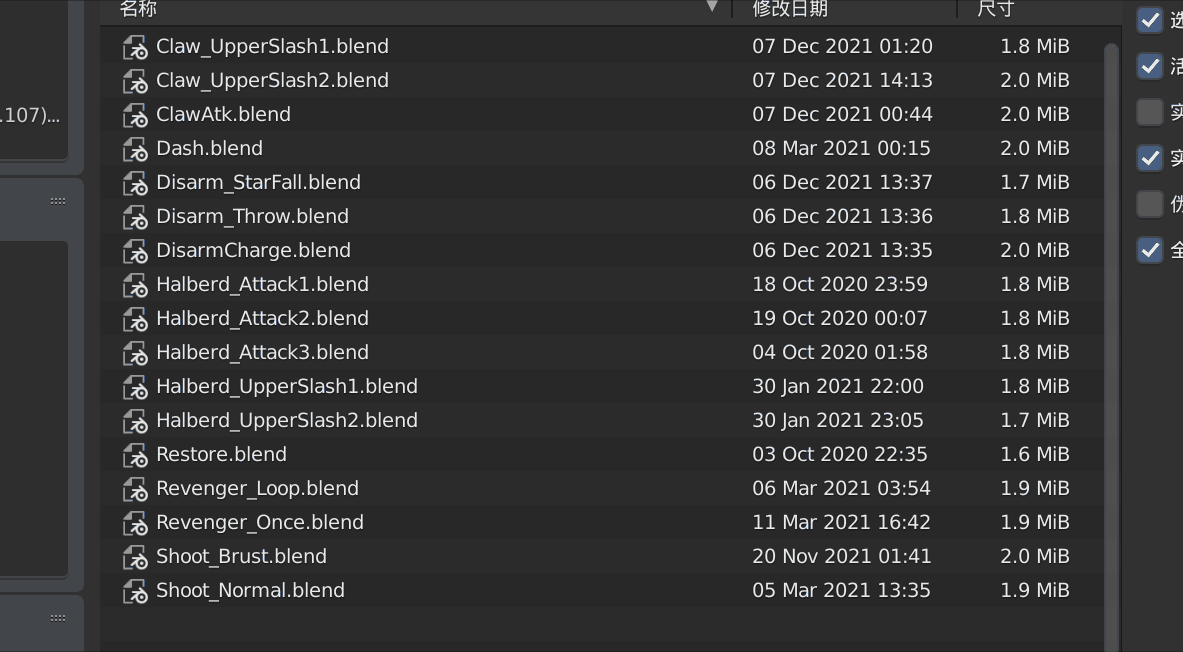 名称 修改日期 尺寸
Claw_UpperSlash1.blend 07 Dec 2021 01:20 1.8 MiB
Claw_UpperSlash2.blend 07 Dec 2021 14:13 2.0 MiB
ClawAtk.blend 07 Dec 2021 00:44 2.0 MiB
.107)...
Dash.blend 08 Mar 2021 00:15 2.0 MiB
Disarm_StarFall.blend 06 Dec 2021 13:37 1.7 MiB
Disarm_Throw.blend 06 Dec 2021 13:36 1.8 MiB
DisarmCharge.blend 06 Dec 2021 13:35 2.0 MiB
Halberd_Attack1.blend 18 Oct 2020 23:59 1.8 MiB
Halberd_Attack2.blend 19 Oct 2020 00:07 1.8 MiB
Halberd_Attack3.blend 04 Oct 2020 01:58 1.8 MiB
Halberd_UpperSlash1.blend 30 Jan 2021 22:00 1.8 MiB
Halberd_UpperSlash2.blend 30 Jan 2021 23:05 1.7 MiB
Restore.blend 03 Oct 2020 22:35 1.6 MiB
Revenger_Loop.blend 06 Mar 2021 03:54 1.9 MiB
Revenger_Once.blend 11 Mar 2021 16:42 1.9 MiB
Shoot_Brust.blend 20 Nov 2021 01:41 2.0 MiB
Shoot_Normal.blend 05 Mar 2021 13:35 1.9 MiB